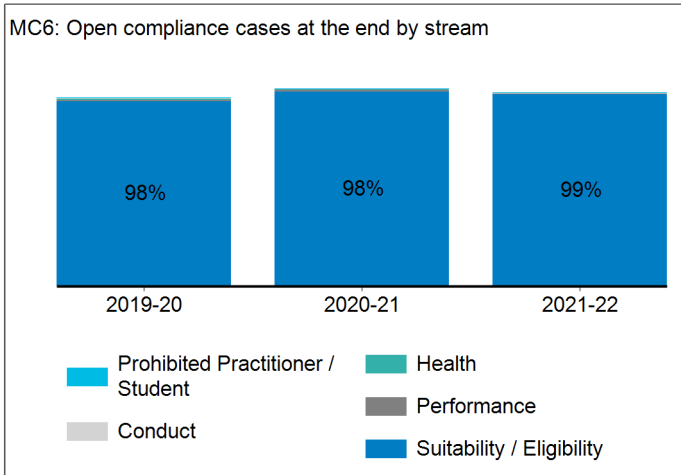 MC6: Open compliance cases at the end by stream
98%
98%
99%
2019-20
2020-21
2021-22
Prohibited Practitioner /
Student
Conduct
Health
Performance
Suitability / Eligibility